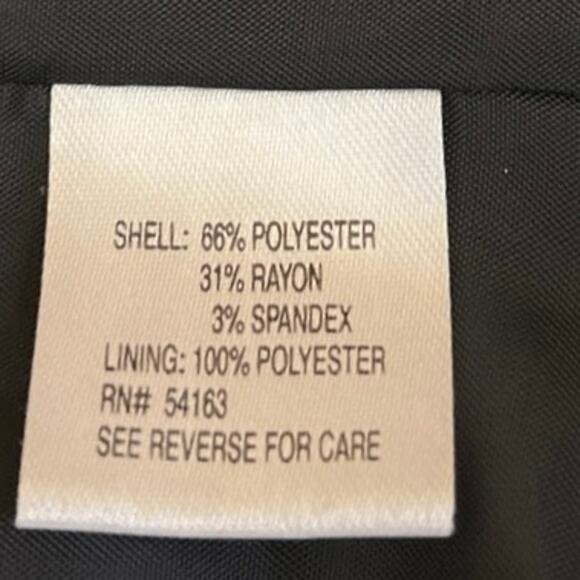 SHELL: 66% POLYESTER
31% RAYON
3% SPANDEX
LINING: 100% POLYESTER
RN# 54163
SEE REVERSE FOR CARE